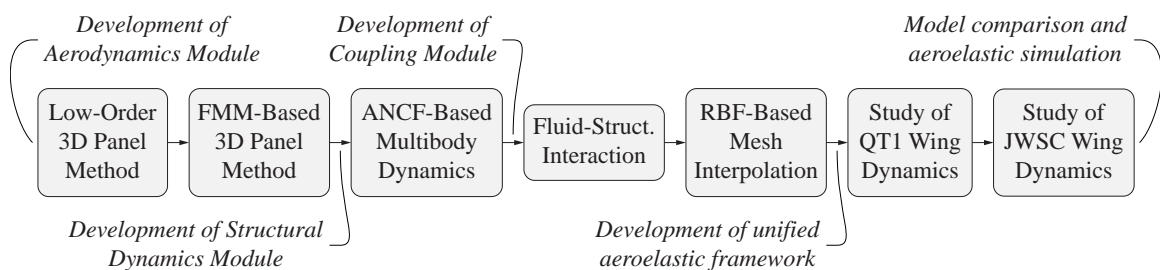 Development of
Aerodynamics Module
Development of
Coupling Module
Model comparison and
aeroelastic simulation
Low-Order
3D Panel
Method
FMM-Based
3D Panel
Method
ANCF-Based
Multibody
Dynamics
Fluid-Struct.
Interaction
RBF-Based
Mesh
Interpolation
Study of
QT1 Wing
Dynamics
Study of
JWSC Wing
Dynamics
Development of Structural
Dynamics Module
Development of unified
aeroelastic framework